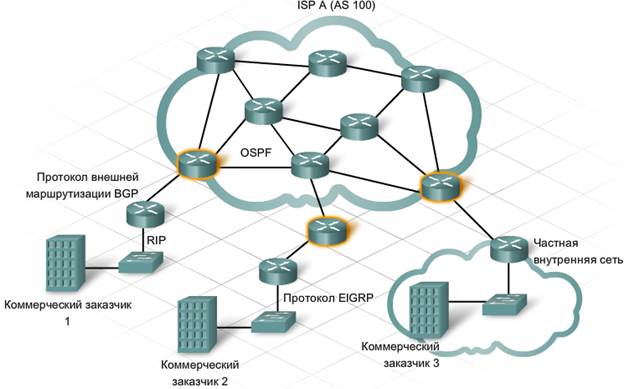 ISP A (AS 100)
OSPF
Протокол внешней
маршрутизации BGP
RIP
Коммерческий заказчик
1
Протокол EIGRP
Коммерческий
заказчик 2
Частная
внутренняя сеть
Коммерческий
заказчик 3